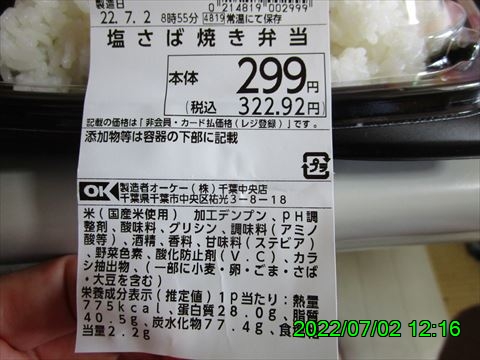 製造日
0 214819 002999
22.7.2 8時55分 4819 常温にて保存
塩さば焼き弁当
本体 299円
(税込 322.92円)
記載の価格は「非会員・カード払価格(レジ登録)」です。
添加物等は容器の下部に記載
プラ
OK 製造者オーケー(株)千葉中央店
千葉県千葉市中央区祐光3-8-18
米(国産米使用) 加工デンプン、pH調
整剤、酸味料、グリシン、調味料(アミノ
酸等)、酒精、香料、甘味料(ステビア)
、野菜色素、酸化防止剤(V.C)、カラ
シ抽出物、(一部に小麦・卵・ごま・さば
・大豆を含む)
栄養成分表示(推定値)1p当たり:熱量
775kcal、蛋白質28.0g、脂質
40.5g、炭水化物77.4g、食塩相
当量2.2g
2022/07/02 12:16